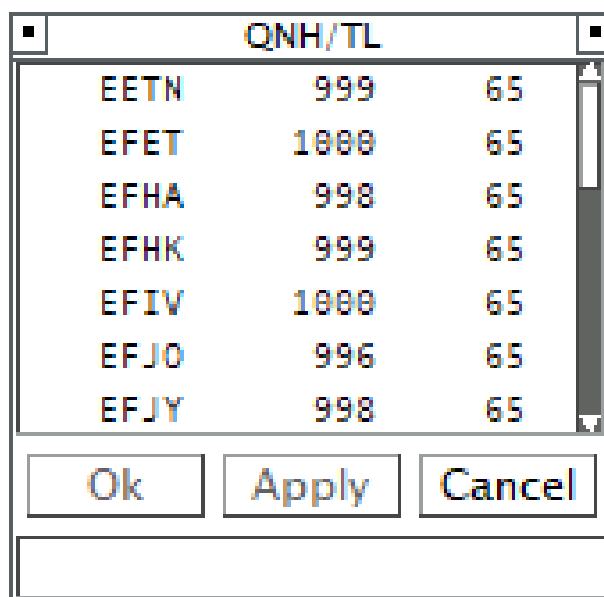 QNH/TL
EETN 999 65
EFET 1000 65
EFHA 998 65
EFHK 999 65
EFIV 1000 65
EFJO 996 65
EFJY 998 65
Ok Apply Cancel